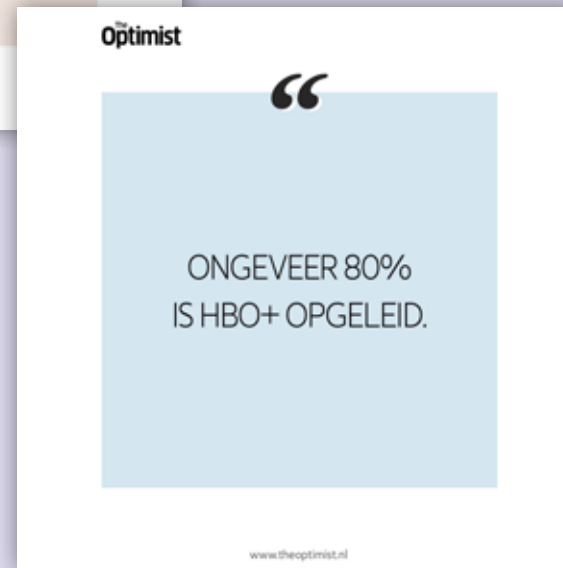 The
Optimist
“
ONGEVEER 80%
IS HBO+ OPGELEID.
www.theoptimist.nl